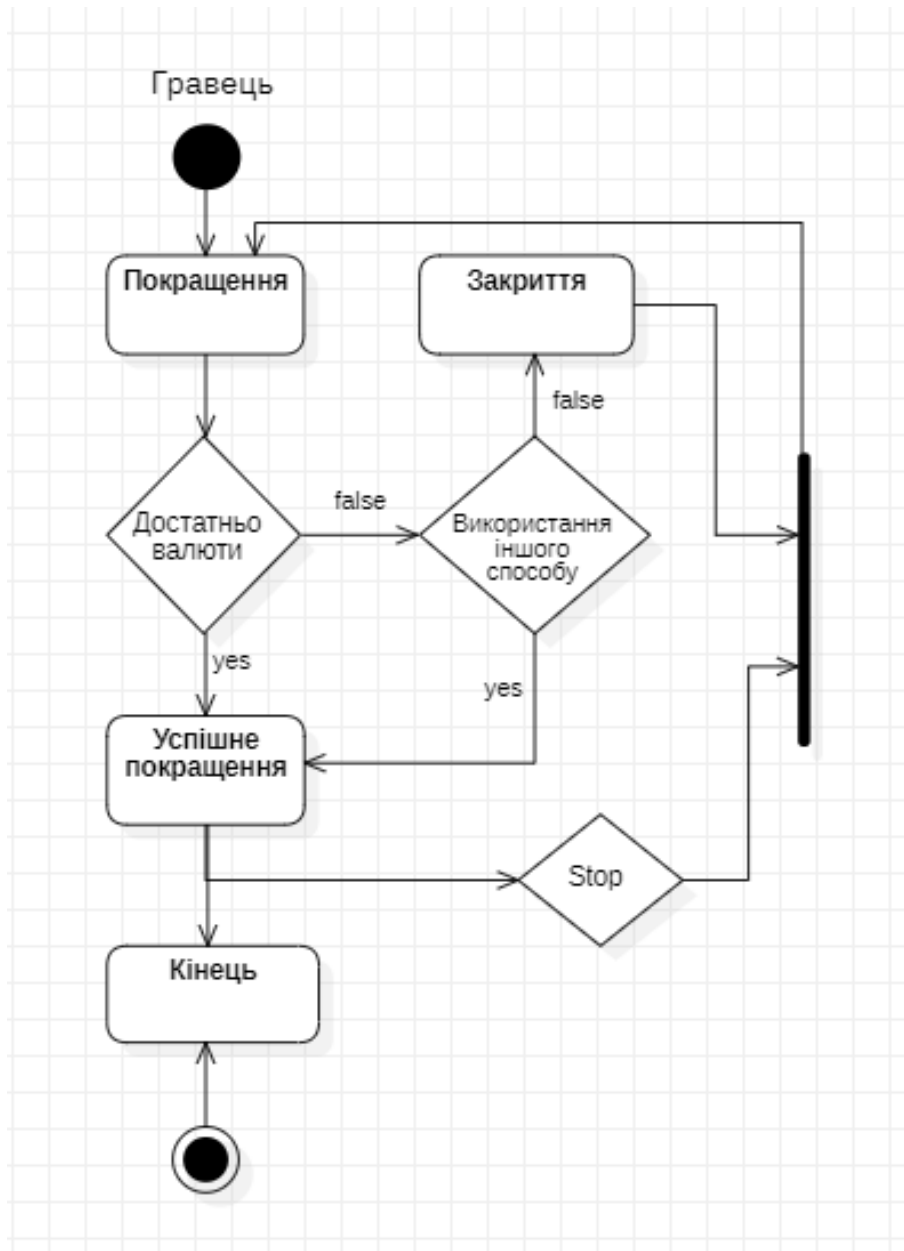 Гравець
Покращення
Закриття
false
false
Достатньо
валюти
Використання
іншого
способу
yes
yes
Успішне
покращення
Stop
Кінець